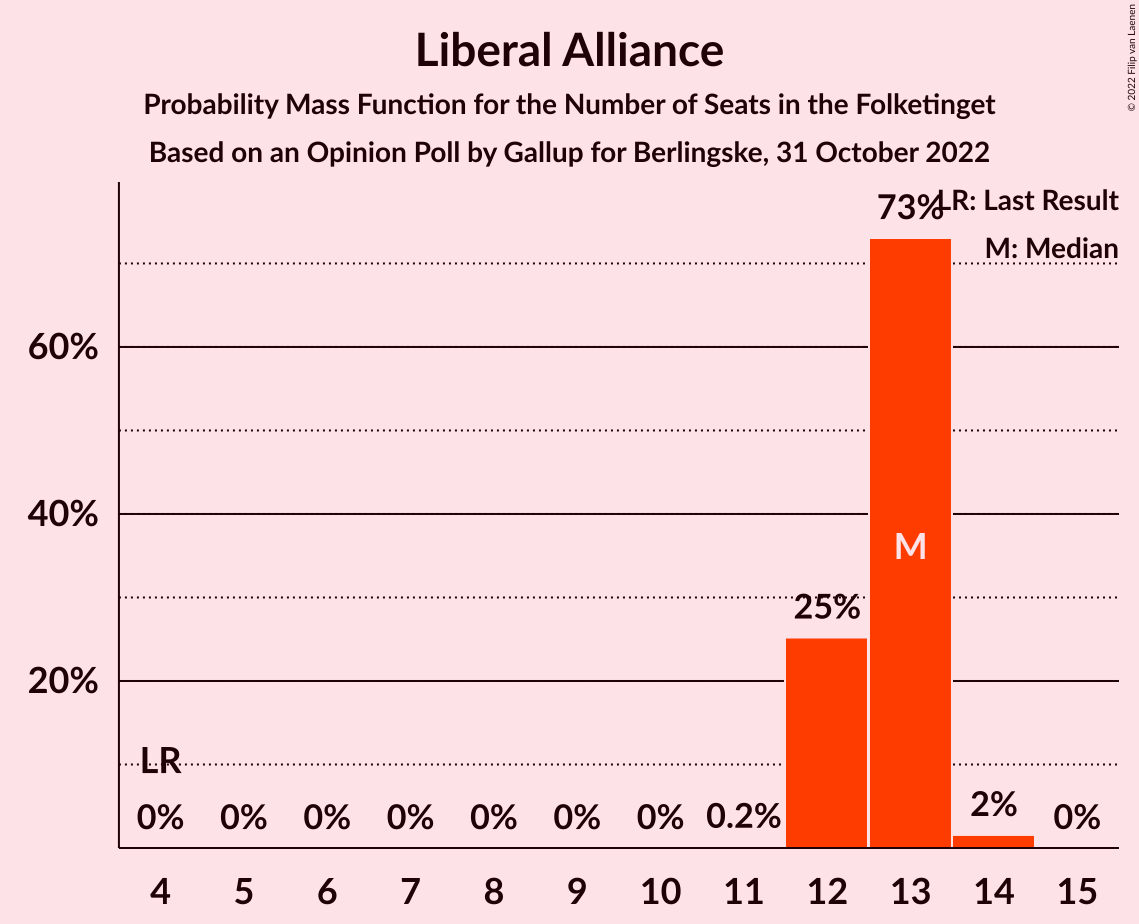 Liberal Alliance
Probability Mass Function for the Number of Seats in the Folketinget
Based on an Opinion Poll by Gallup for Berlingske, 31 October 2022
© 2022 Filip van Laenen
LR: Last Result
M: Median
60%
40%
20%
LR
M
0% 0% 0% 0% 0% 0% 0% 0.2% 25% 73% 2% 0%
4 5 6 7 8 9 10 11 12 13 14 15